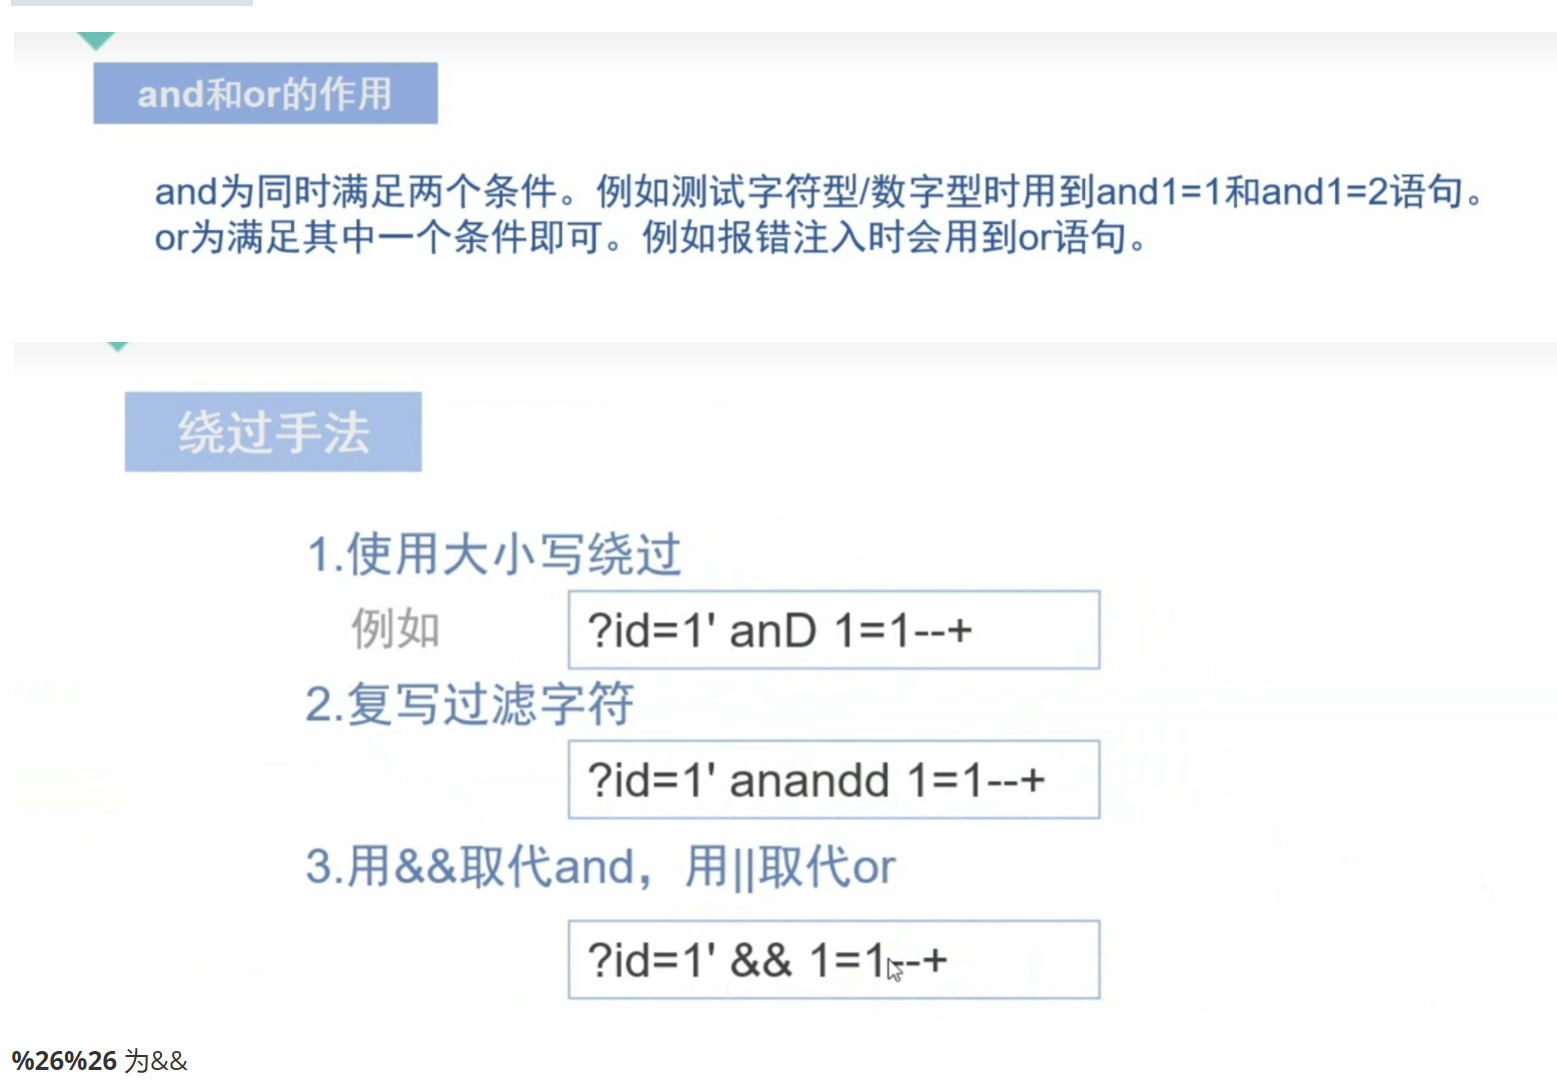 and和or的作用
and为同时满足两个条件。例如测试字符型/数字型时用到and1=1和and1=2语句。
or为满足其中一个条件即可。例如报错注入时会用到or语句。
绕过手法
1.使用大小写绕过
例如
?id=1' anD 1=1--+
2.复写过滤字符
?id=1' anandd 1=1--+
3.用&&取代and，用||取代or
?id=1' && 1=1--+
%26%26 为&&